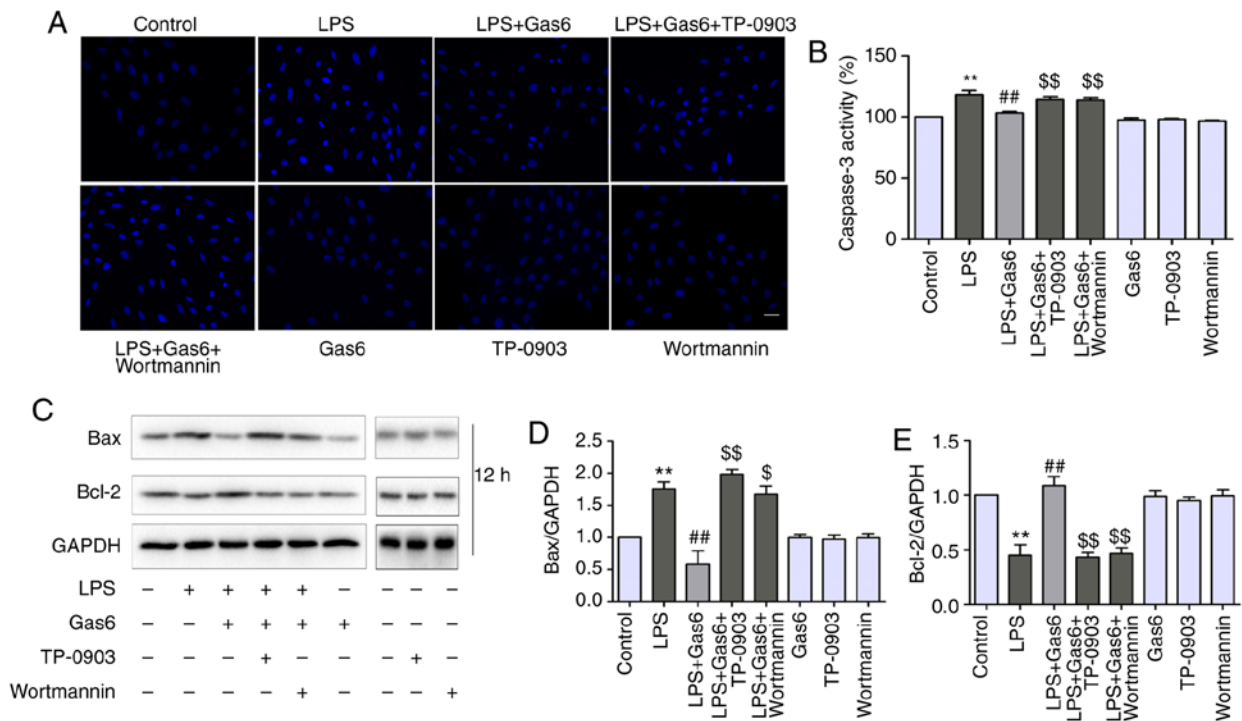 A
Control
LPS
LPS+Gas6
LPS+Gas6+TP-0903
LPS+Gas6+
Wortmannin
Gas6
TP-0903
Wortmannin
B
Caspase-3 activity (%)
150
100
50
0
**
##
$$
$$
Control
LPS
LPS+Gas6
LPS+Gas6+
TP-0903
LPS+Gas6+
Wortmannin
Gas6
TP-0903
Wortmannin
C
Bax
Bcl-2
GAPDH
12 h
LPS − + + + + − − − −
Gas6 − − + + + + − − −
TP-0903 − − − + − − − + −
Wortmannin − − − − + − − − +
D
Bax/GAPDH
2.5
2.0
1.5
1.0
0.5
0.0
**
##
$$
$
Control
LPS
LPS+Gas6
LPS+Gas6+
TP-0903
LPS+Gas6+
Wortmannin
Gas6
TP-0903
Wortmannin
E
Bcl-2/GAPDH
1.5
1.0
0.5
0.0
**
##
$$
$$
Control
LPS
LPS+Gas6
LPS+Gas6+
TP-0903
LPS+Gas6+
Wortmannin
Gas6
TP-0903
Wortmannin